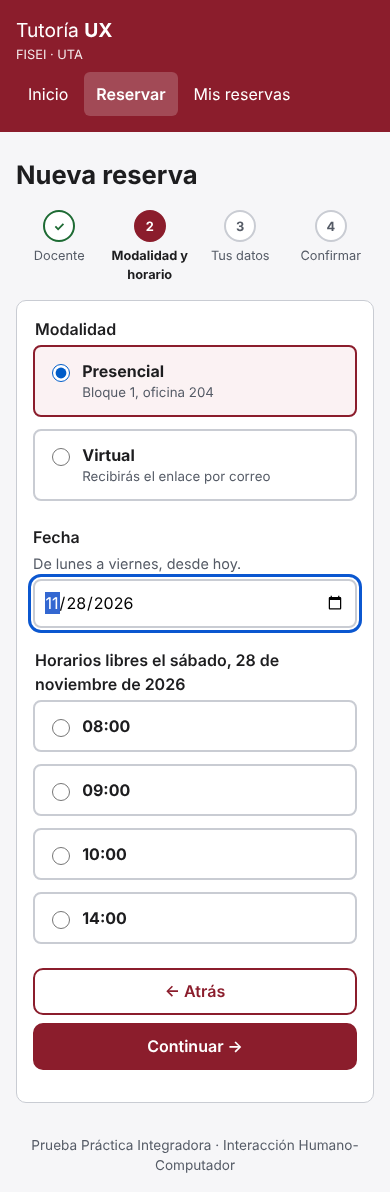 Tutoría UX
FISEI · UTA
Inicio
Reservar
Mis reservas
Nueva reserva
✓
2
3
4
Docente
Modalidad y
horario
Tus datos
Confirmar
Modalidad
Presencial
Bloque 1, oficina 204
Virtual
Recibirás el enlace por correo
Fecha
De lunes a viernes, desde hoy.
11/28/2026
Horarios libres el sábado, 28 de
noviembre de 2026
08:00
09:00
10:00
14:00
← Atrás
Continuar →
Prueba Práctica Integradora · Interacción Humano-
Computador